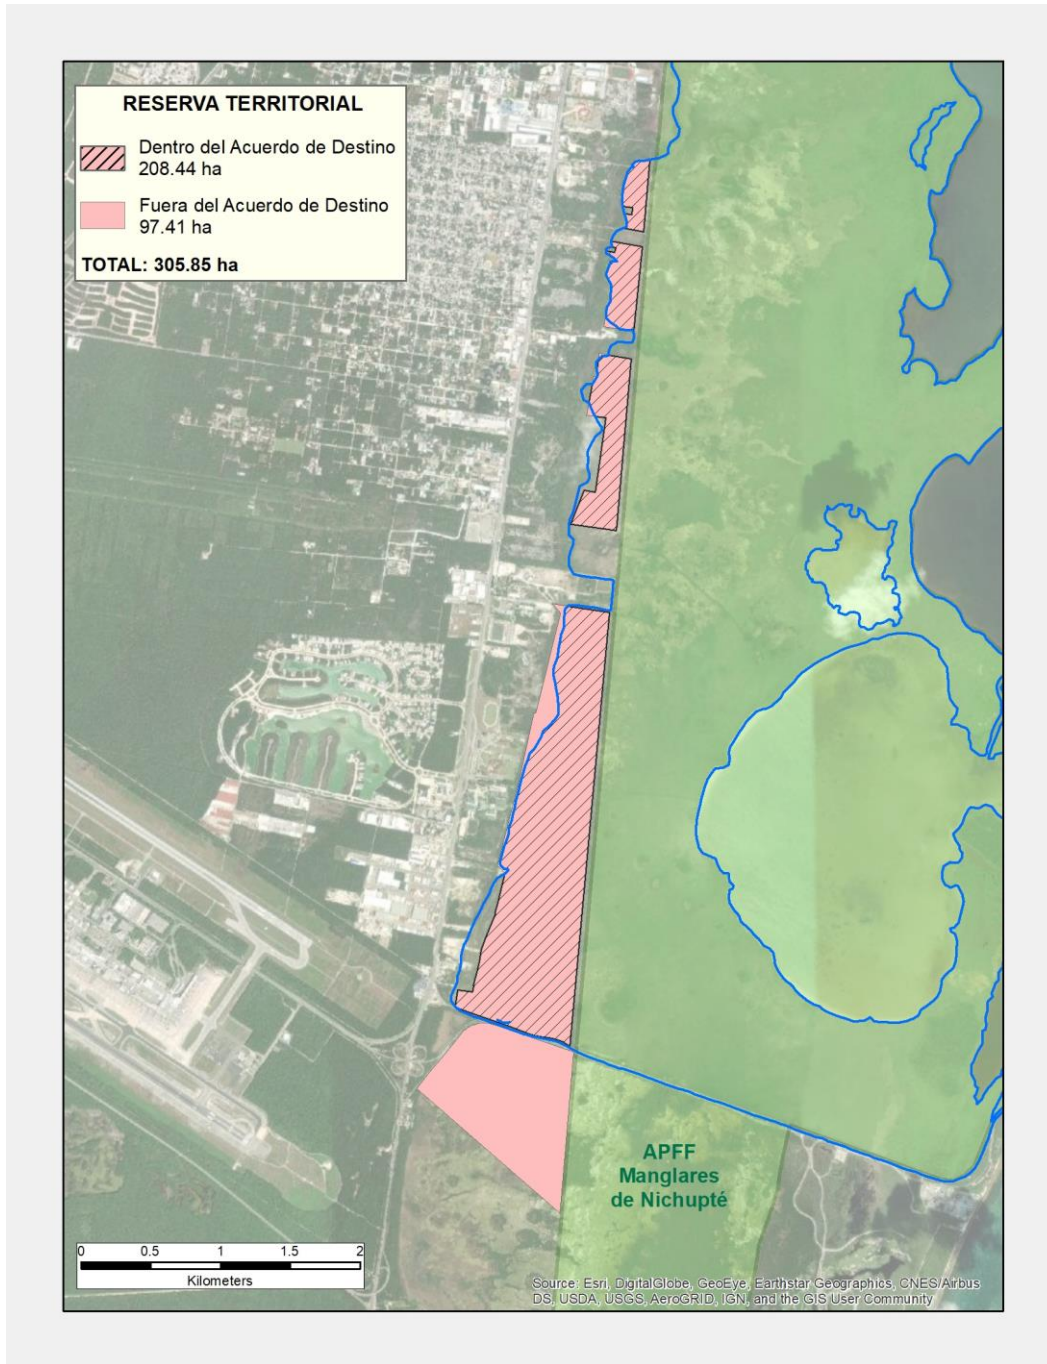 RESERVA TERRITORIAL
Dentro del Acuerdo de Destino
208.44 ha
Fuera del Acuerdo de Destino
97.41 ha
TOTAL: 305.85 ha
APFF
Manglares
de Nichupté
0 0.5 1 1.5 2
Kilometers
Source: Esri, DigitalGlobe, GeoEye, Earthstar Geographics, CNES/Airbus
DS, USDA, USGS, AeroGRID, IGN, and the GIS User Community